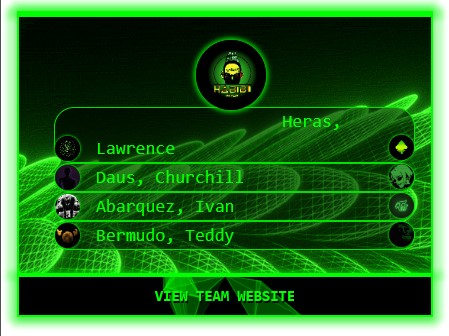 Heras,
Lawrence
Daus, Churchill
Abarquez, Ivan
Bermudo, Teddy
VIEW TEAM WEBSITE